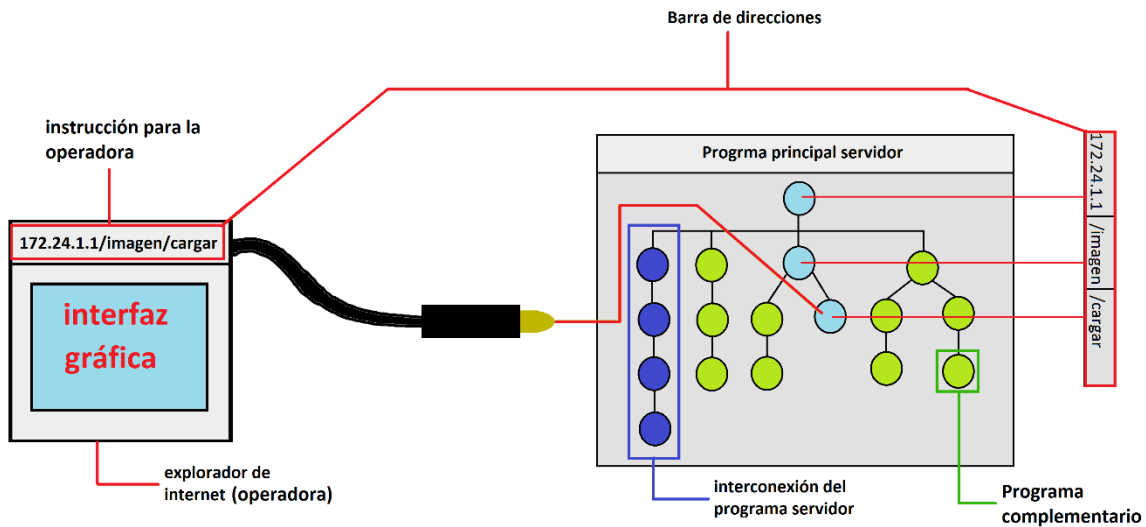 Barra de direcciones
instrucción para la
operadora
172.24.1.1/imagen/cargar
interfaz
gráfica
explorador de
internet (operadora)
Progrma principal servidor
172.24.1.1
/imagen
/cargar
interconexión del
programa servidor
Programa
complementario